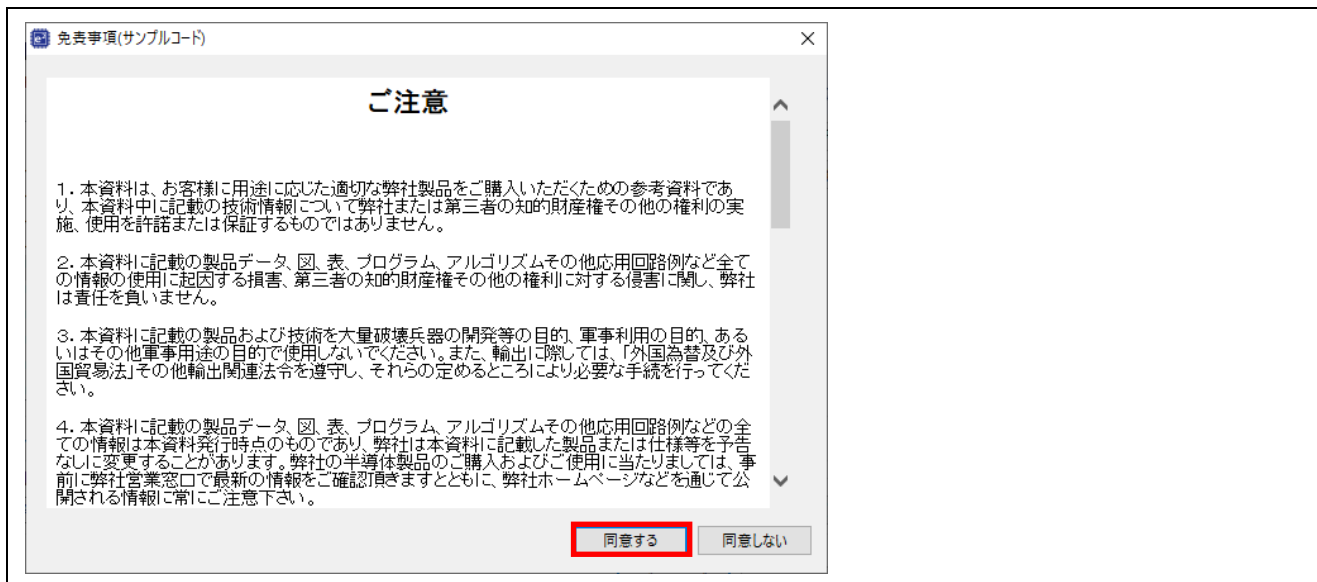 免責事項(サンプルコード)
ご注意
1. 本資料は、お客様に用途に応じた適切な弊社製品をご購入いただくための参考資料であ
り、本資料中に記載の技術情報について弊社または第三者の知的財産権その他の権利の実
施、使用を許諾または保証するものではありません。
2. 本資料に記載の製品データ、図、表、プログラム、アルゴリズムその他応用回路例など全て
の情報の使用に起因する損害、第三者の知的財産権その他の権利に対する侵害に関し、弊社
は責任を負いません。
3. 本資料に記載の製品および技術を大量破壊兵器の開発等の目的、軍事利用の目的、ある
いはその他軍事用途の目的で使用しないでください。また、輸出に際しては、「外国為替及び外
国貿易法」その他輸出関連法令を遵守し、それらの定めるところにより必要な手続を行ってくだ
さい。
4. 本資料に記載の製品データ、図、表、プログラム、アルゴリズムその他応用回路例などの全
ての情報は本資料発行時点のものであり、弊社は本資料に記載した製品または仕様等を予告
なしに変更することがあります。弊社の半導体製品のご購入およびご使用に当たりましては、事
前に弊社営業窓口で最新の情報をご確認頂きますとともに、弊社ホームページなどを通じて公
開される情報に常にご注意下さい。
同意する
同意しない